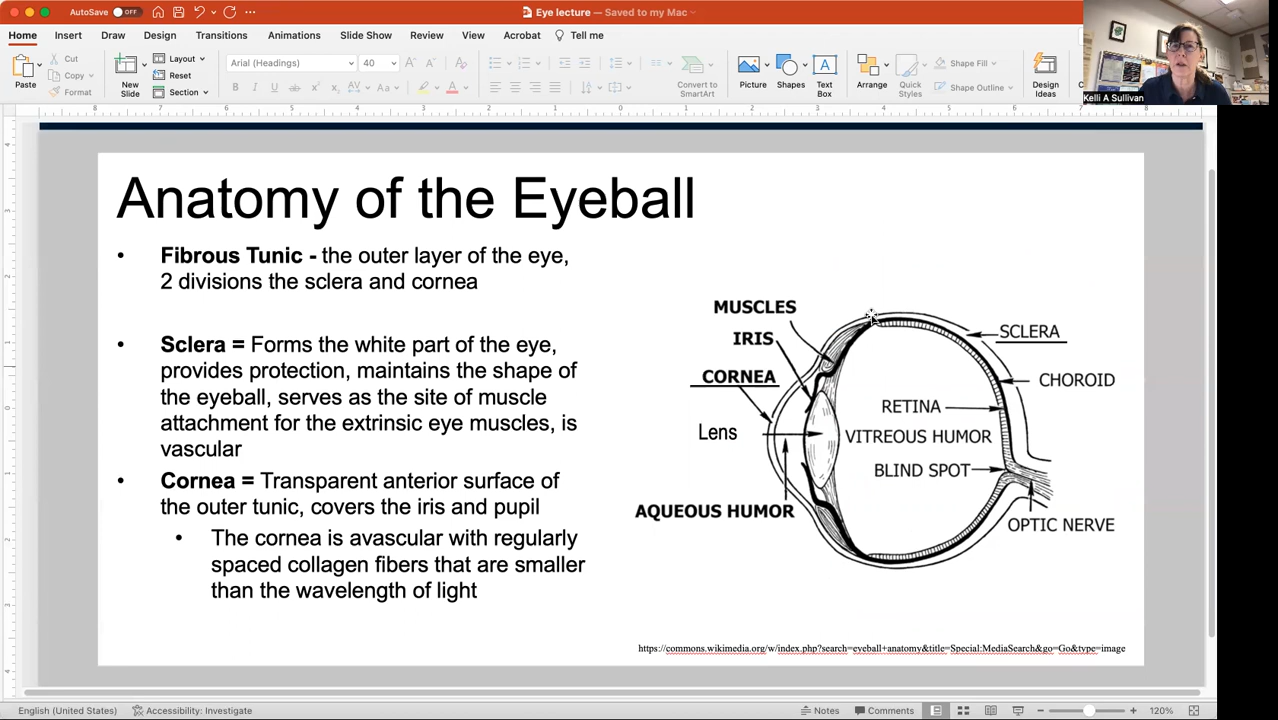 AutoSave OFF
Eye lecture — Saved to my Mac
Home Insert Draw Design Transitions Animations Slide Show Review View Acrobat Tell me
Paste
Cut
Copy
Format
New Slide
Layout
Reset
Section
Arial (Headings) 40
Convert to SmartArt
Picture
Shapes
Text Box
Arrange
Quick Styles
Shape Fill
Shape Outline
Design Ideas
Kelli A Sullivan
Anatomy of the Eyeball
• Fibrous Tunic - the outer layer of the eye,
2 divisions the sclera and cornea
• Sclera = Forms the white part of the eye,
provides protection, maintains the shape of
the eyeball, serves as the site of muscle
attachment for the extrinsic eye muscles, is
vascular
• Cornea = Transparent anterior surface of
the outer tunic, covers the iris and pupil
• The cornea is avascular with regularly
spaced collagen fibers that are smaller
than the wavelength of light
MUSCLES
IRIS
CORNEA
Lens
AQUEOUS HUMOR
SCLERA
CHOROID
RETINA
VITREOUS HUMOR
BLIND SPOT
OPTIC NERVE
https://commons.wikimedia.org/w/index.php?search=eyeball+anatomy&title=Special:MediaSearch&go=Go&type=image
English (United States) Accessibility: Investigate Notes Comments 120%